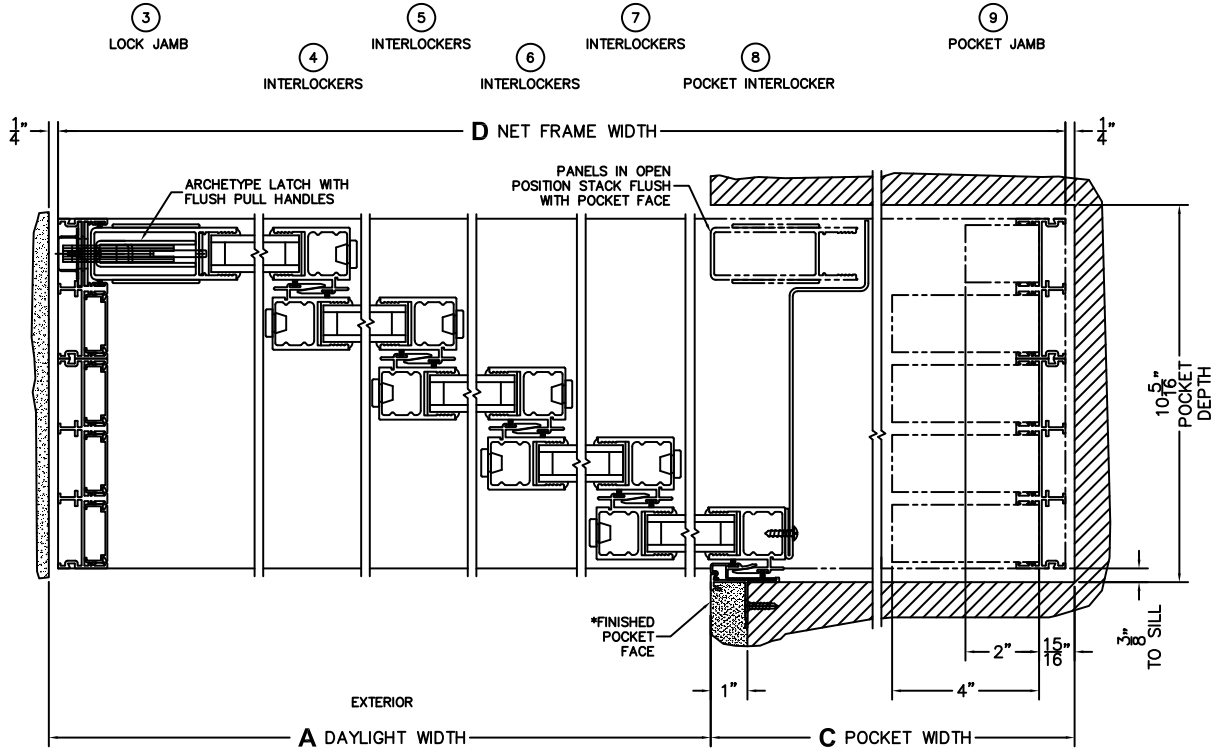 3
LOCK JAMB
4
INTERLOCKERS
5
INTERLOCKERS
6
INTERLOCKERS
7
INTERLOCKERS
8
POCKET INTERLOCKER
9
POCKET JAMB
1/4"
D NET FRAME WIDTH
1/4"
ARCHETYPE LATCH WITH
FLUSH PULL HANDLES
PANELS IN OPEN
POSITION STACK FLUSH
WITH POCKET FACE
10 5/16"
POCKET
DEPTH
*FINISHED
POCKET
FACE
3/8"
TO SILL
2"
15/16"
1"
4"
EXTERIOR
A DAYLIGHT WIDTH
C POCKET WIDTH